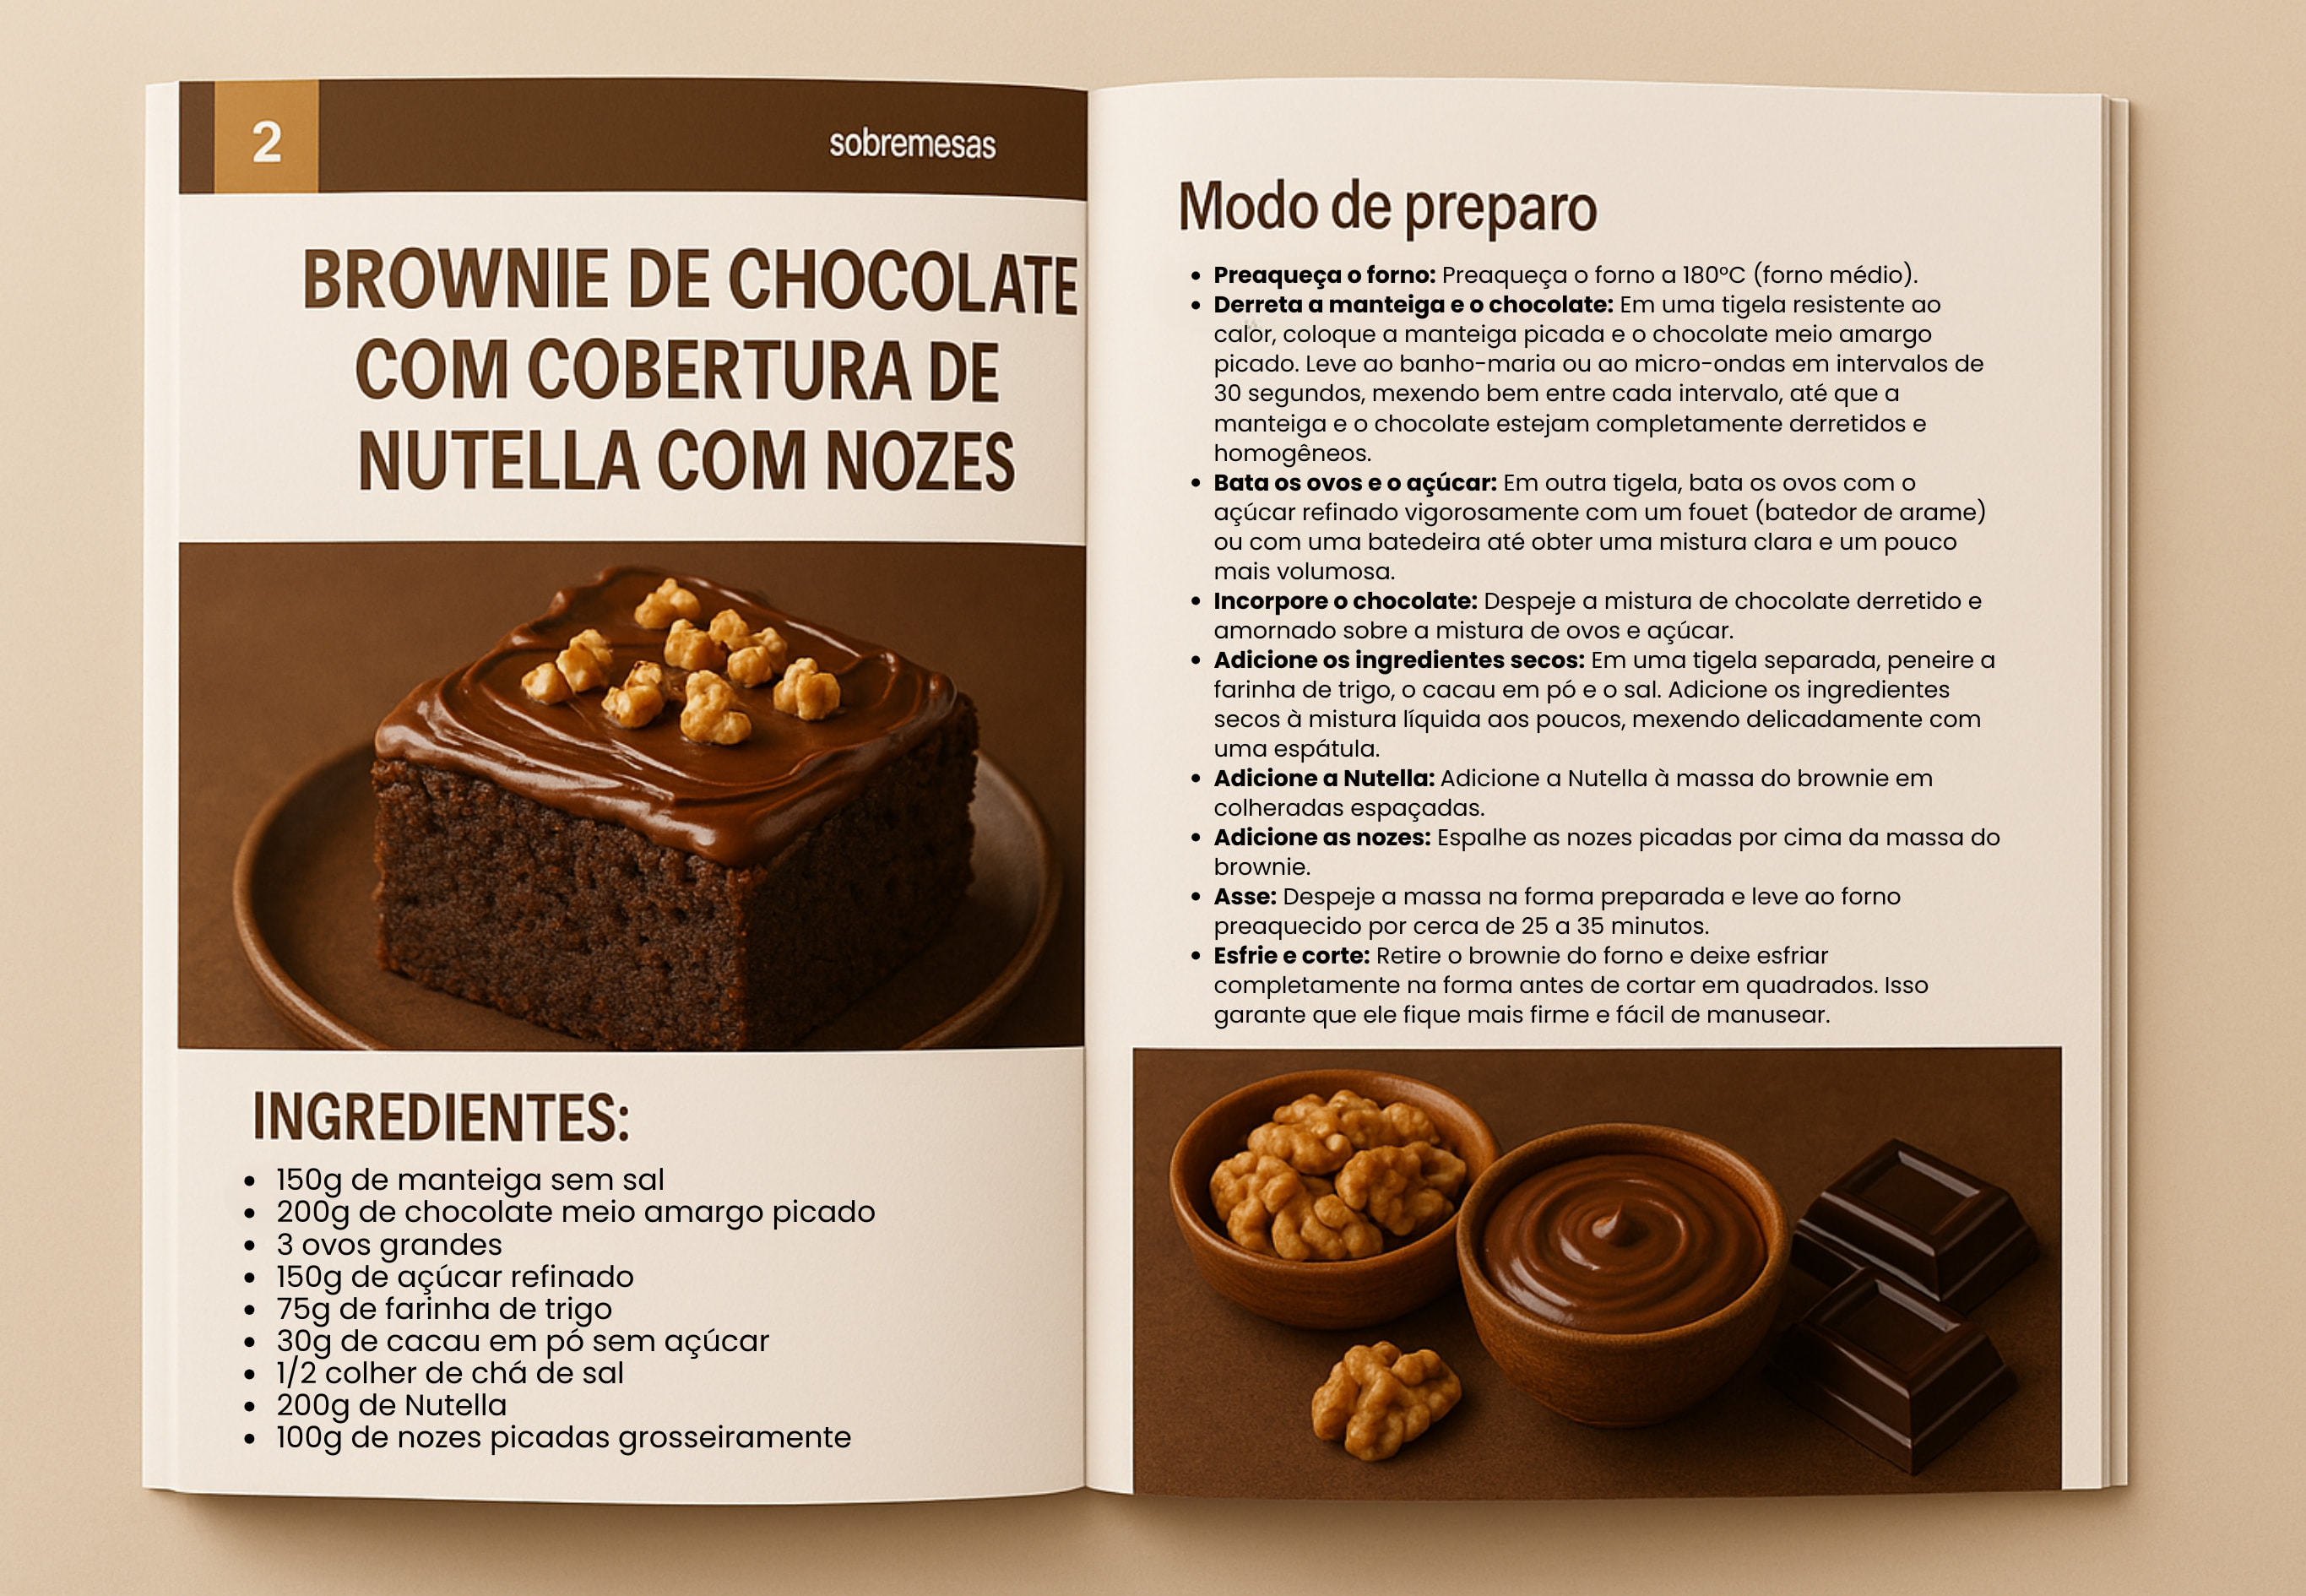 2
sobremesas
BROWNIE DE CHOCOLATE
COM COBERTURA DE
NUTELLA COM NOZES
INGREDIENTES:
• 150g de manteiga sem sal
• 200g de chocolate meio amargo picado
• 3 ovos grandes
• 150g de açúcar refinado
• 75g de farinha de trigo
• 30g de cacau em pó sem açúcar
• 1/2 colher de chá de sal
• 200g de Nutella
• 100g de nozes picadas grosseiramente
Modo de preparo
• Preaqueça o forno: Preaqueça o forno a 180°C (forno médio).
• Derreta a manteiga e o chocolate: Em uma tigela resistente ao
calor, coloque a manteiga picada e o chocolate meio amargo
picado. Leve ao banho-maria ou ao micro-ondas em intervalos de
30 segundos, mexendo bem entre cada intervalo, até que a
manteiga e o chocolate estejam completamente derretidos e
homogêneos.
• Bata os ovos e o açúcar: Em outra tigela, bata os ovos com o
açúcar refinado vigorosamente com um fouet (batedor de arame)
ou com uma batedeira até obter uma mistura clara e um pouco
mais volumosa.
• Incorpore o chocolate: Despeje a mistura de chocolate derretido e
amornado sobre a mistura de ovos e açúcar.
• Adicione os ingredientes secos: Em uma tigela separada, peneire a
farinha de trigo, o cacau em pó e o sal. Adicione os ingredientes
secos à mistura líquida aos poucos, mexendo delicadamente com
uma espátula.
• Adicione a Nutella: Adicione a Nutella à massa do brownie em
colheradas espaçadas.
• Adicione as nozes: Espalhe as nozes picadas por cima da massa do
brownie.
• Asse: Despeje a massa na forma preparada e leve ao forno
preaquecido por cerca de 25 a 35 minutos.
• Esfrie e corte: Retire o brownie do forno e deixe esfriar
completamente na forma antes de cortar em quadrados. Isso
garante que ele fique mais firme e fácil de manusear.